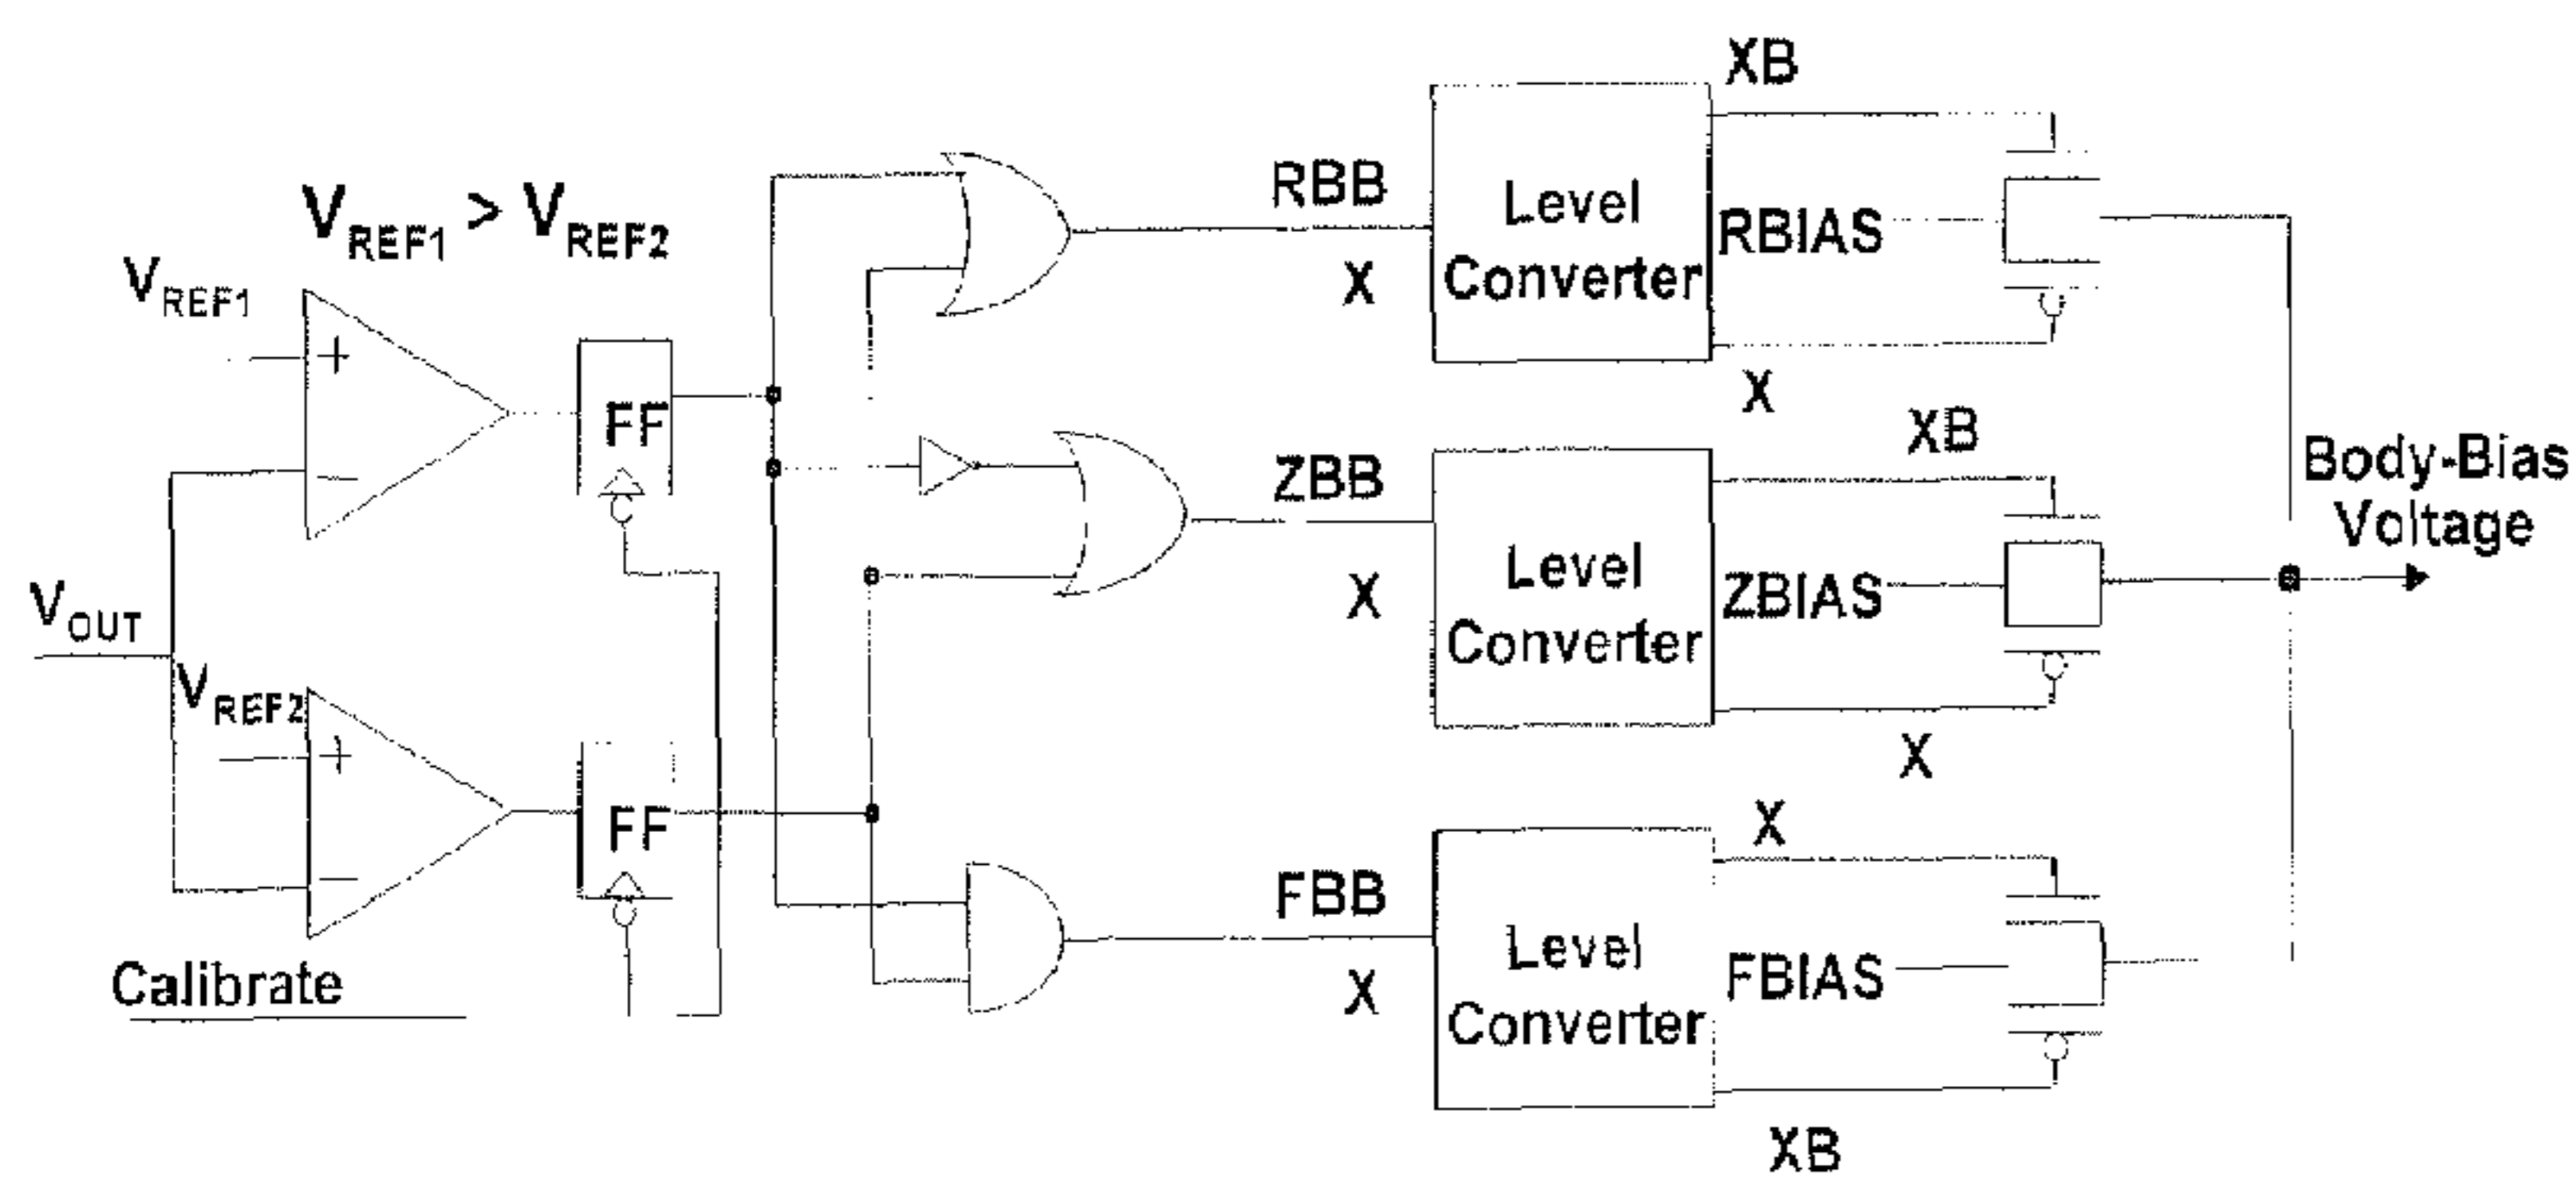 XB
V_REF1 > V_REF2
RBB
Level
Converter
RBIAS
V_REF1
+
X
FF
X
XB
−
ZBB
Body-Bias
Voltage
Level
Converter
ZBIAS
V_OUT
X
V_REF2
+
X
X
FF
−
FBB
Level
Converter
FBIAS
Calibrate
X
XB